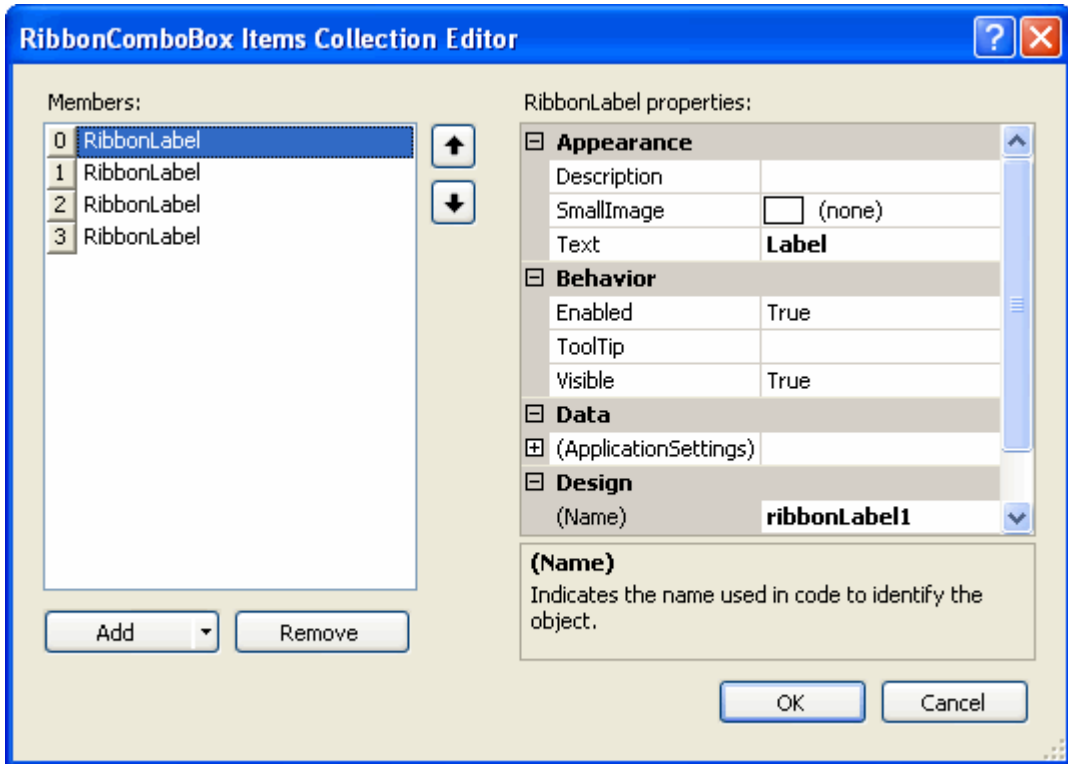 RibbonComboBox Items Collection Editor
Members:
0 RibbonLabel
1 RibbonLabel
2 RibbonLabel
3 RibbonLabel
Add
Remove
RibbonLabel properties:
Appearance
Description
SmallImage (none)
Text Label
Behavior
Enabled True
ToolTip
Visible True
Data
(ApplicationSettings)
Design
(Name) ribbonLabel1
(Name)
Indicates the name used in code to identify the
object.
OK
Cancel